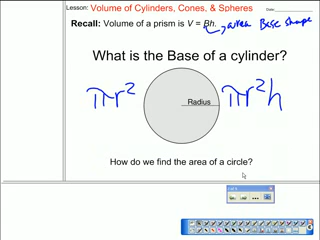 Lesson: Volume of Cylinders, Cones, & Spheres Date:
Recall: Volume of a prism is V = Bh. area Base shape
What is the Base of a cylinder?
πr² πr²h
Radius
How do we find the area of a circle?